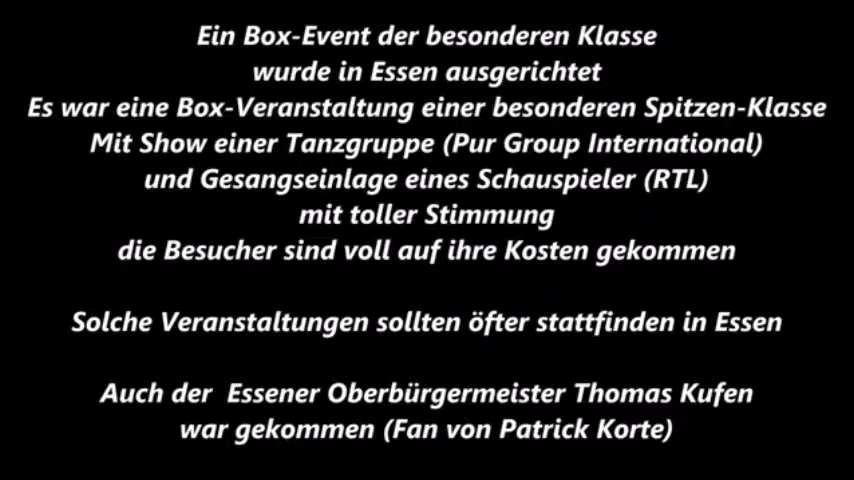 Ein Box-Event der besonderen Klasse
wurde in Essen ausgerichtet
Es war eine Box-Veranstaltung einer besonderen Spitzen-Klasse
Mit Show einer Tanzgruppe (Pur Group International)
und Gesangseinlage eines Schauspieler (RTL)
mit toller Stimmung
die Besucher sind voll auf ihre Kosten gekommen
Solche Veranstaltungen sollten öfter stattfinden in Essen
Auch der  Essener Oberbürgermeister Thomas Kufen
war gekommen (Fan von Patrick Korte)